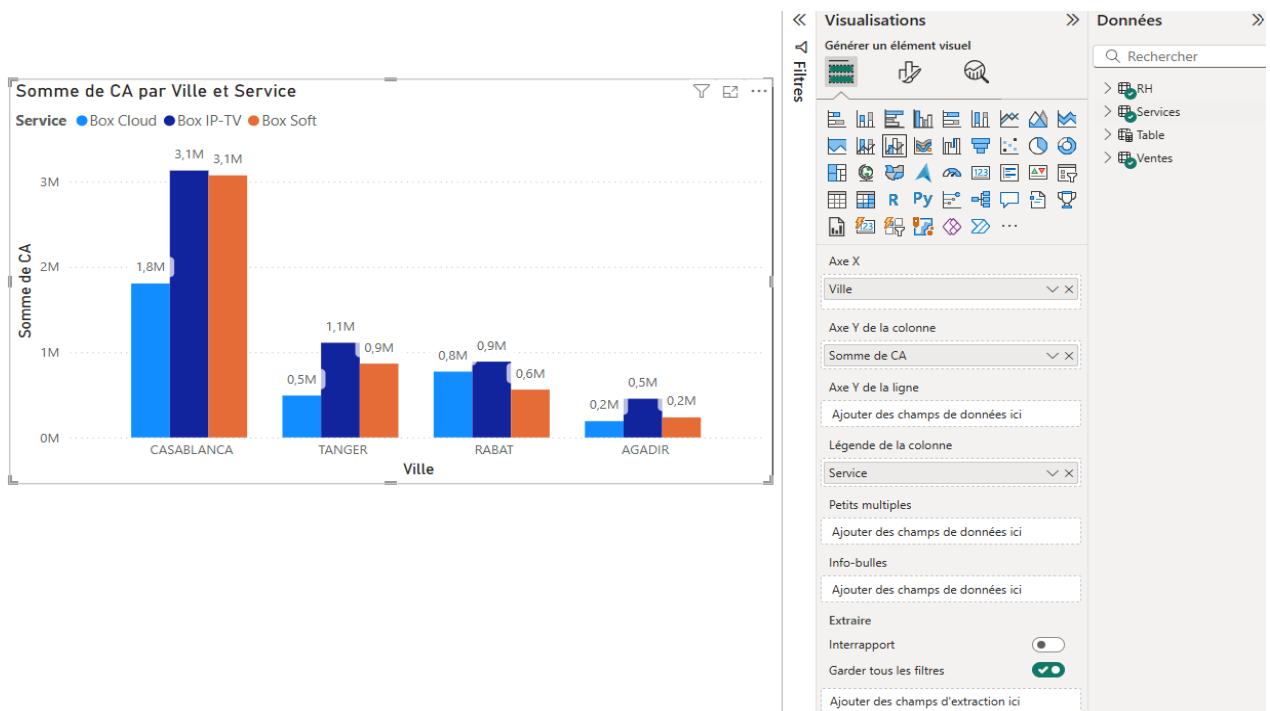 Somme de CA par Ville et Service
Service Box Cloud Box IP-TV Box Soft
3,1M 3,1M
3M
1,8M
2M
1,1M
1M
0,9M
0,8M 0,9M
0,5M
0,6M
0,5M
0,2M
0,2M
0M
CASABLANCA TANGER RABAT AGADIR
Ville
Somme de CA
Filtres
Visualisations
Générer un élément visuel
123
R Py
123
Axe X
Ville
Axe Y de la colonne
Somme de CA
Axe Y de la ligne
Ajouter des champs de données ici
Légende de la colonne
Service
Petits multiples
Ajouter des champs de données ici
Info-bulles
Ajouter des champs de données ici
Extraire
Interrapport
Garder tous les filtres
Ajouter des champs d'extraction ici
Données
Rechercher
RH
Services
Table
Ventes